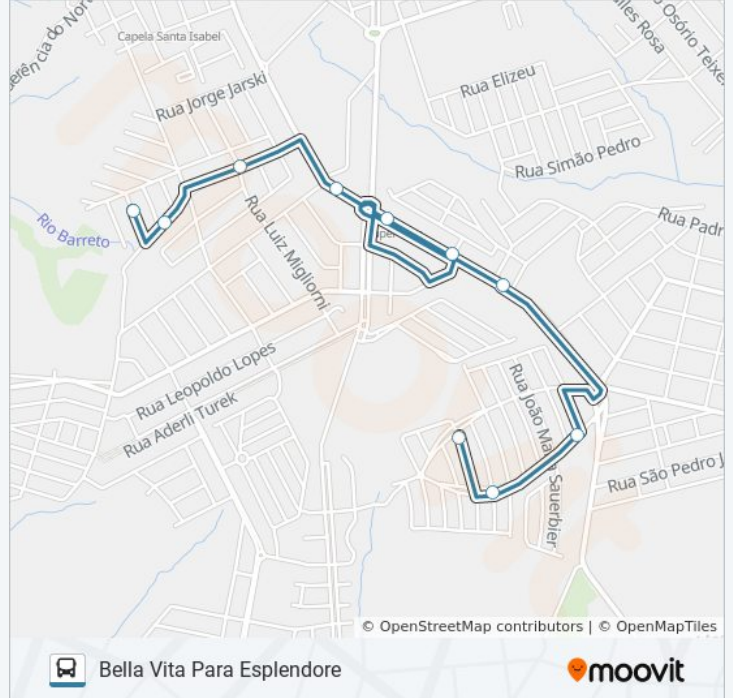 Capela Santa Isabel
Rua Jorge Jarski
Rua Elizeu
Rua Simão Pedro
Rio Barreto
Rua Luiz Migliorni
Rua Padr
Rua Leopoldo Lopes
Rua Aderli Turek
Rua João Ma a Sauerbier
Rua São Pedro J
© OpenStreetMap contributors | © OpenMapTiles
Bella Vita Para Esplendore
moovit